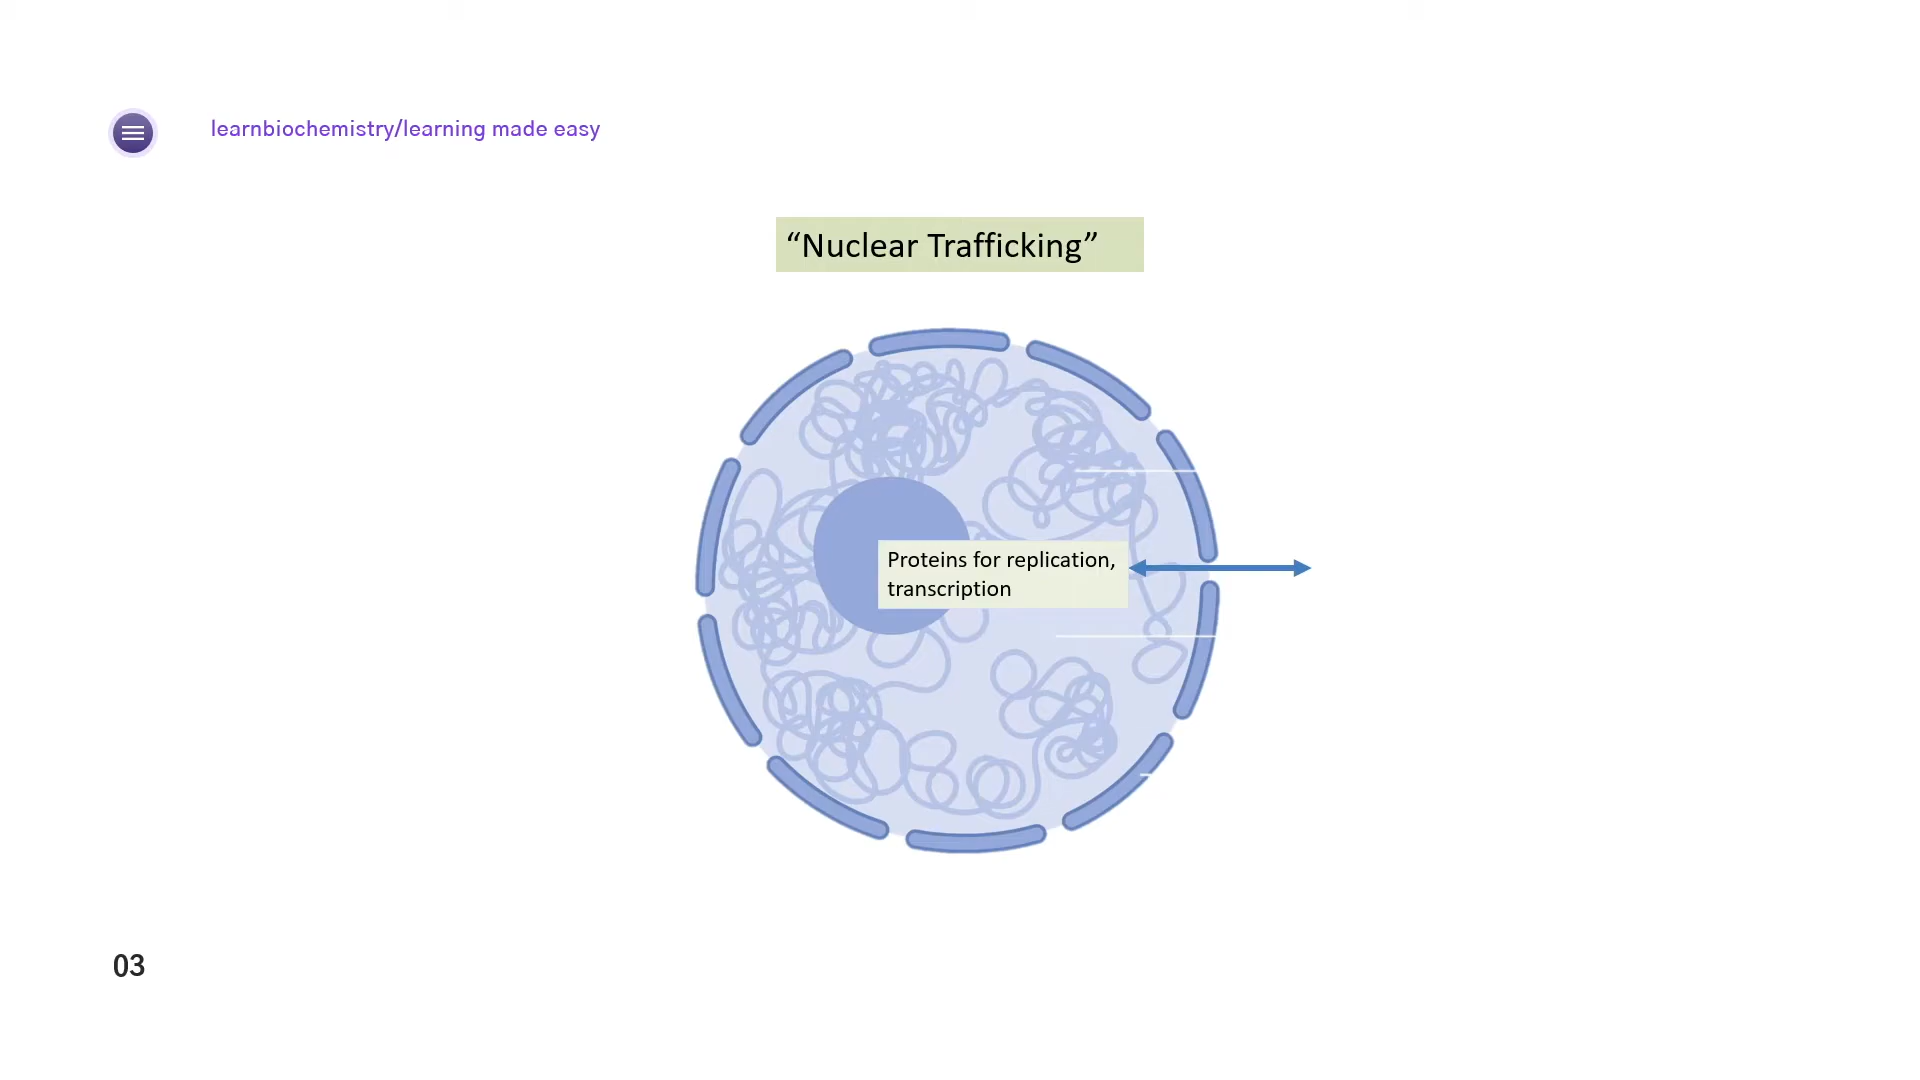 learnbiochemistry/learning made easy
“Nuclear Trafficking”
Proteins for replication,
transcription
03